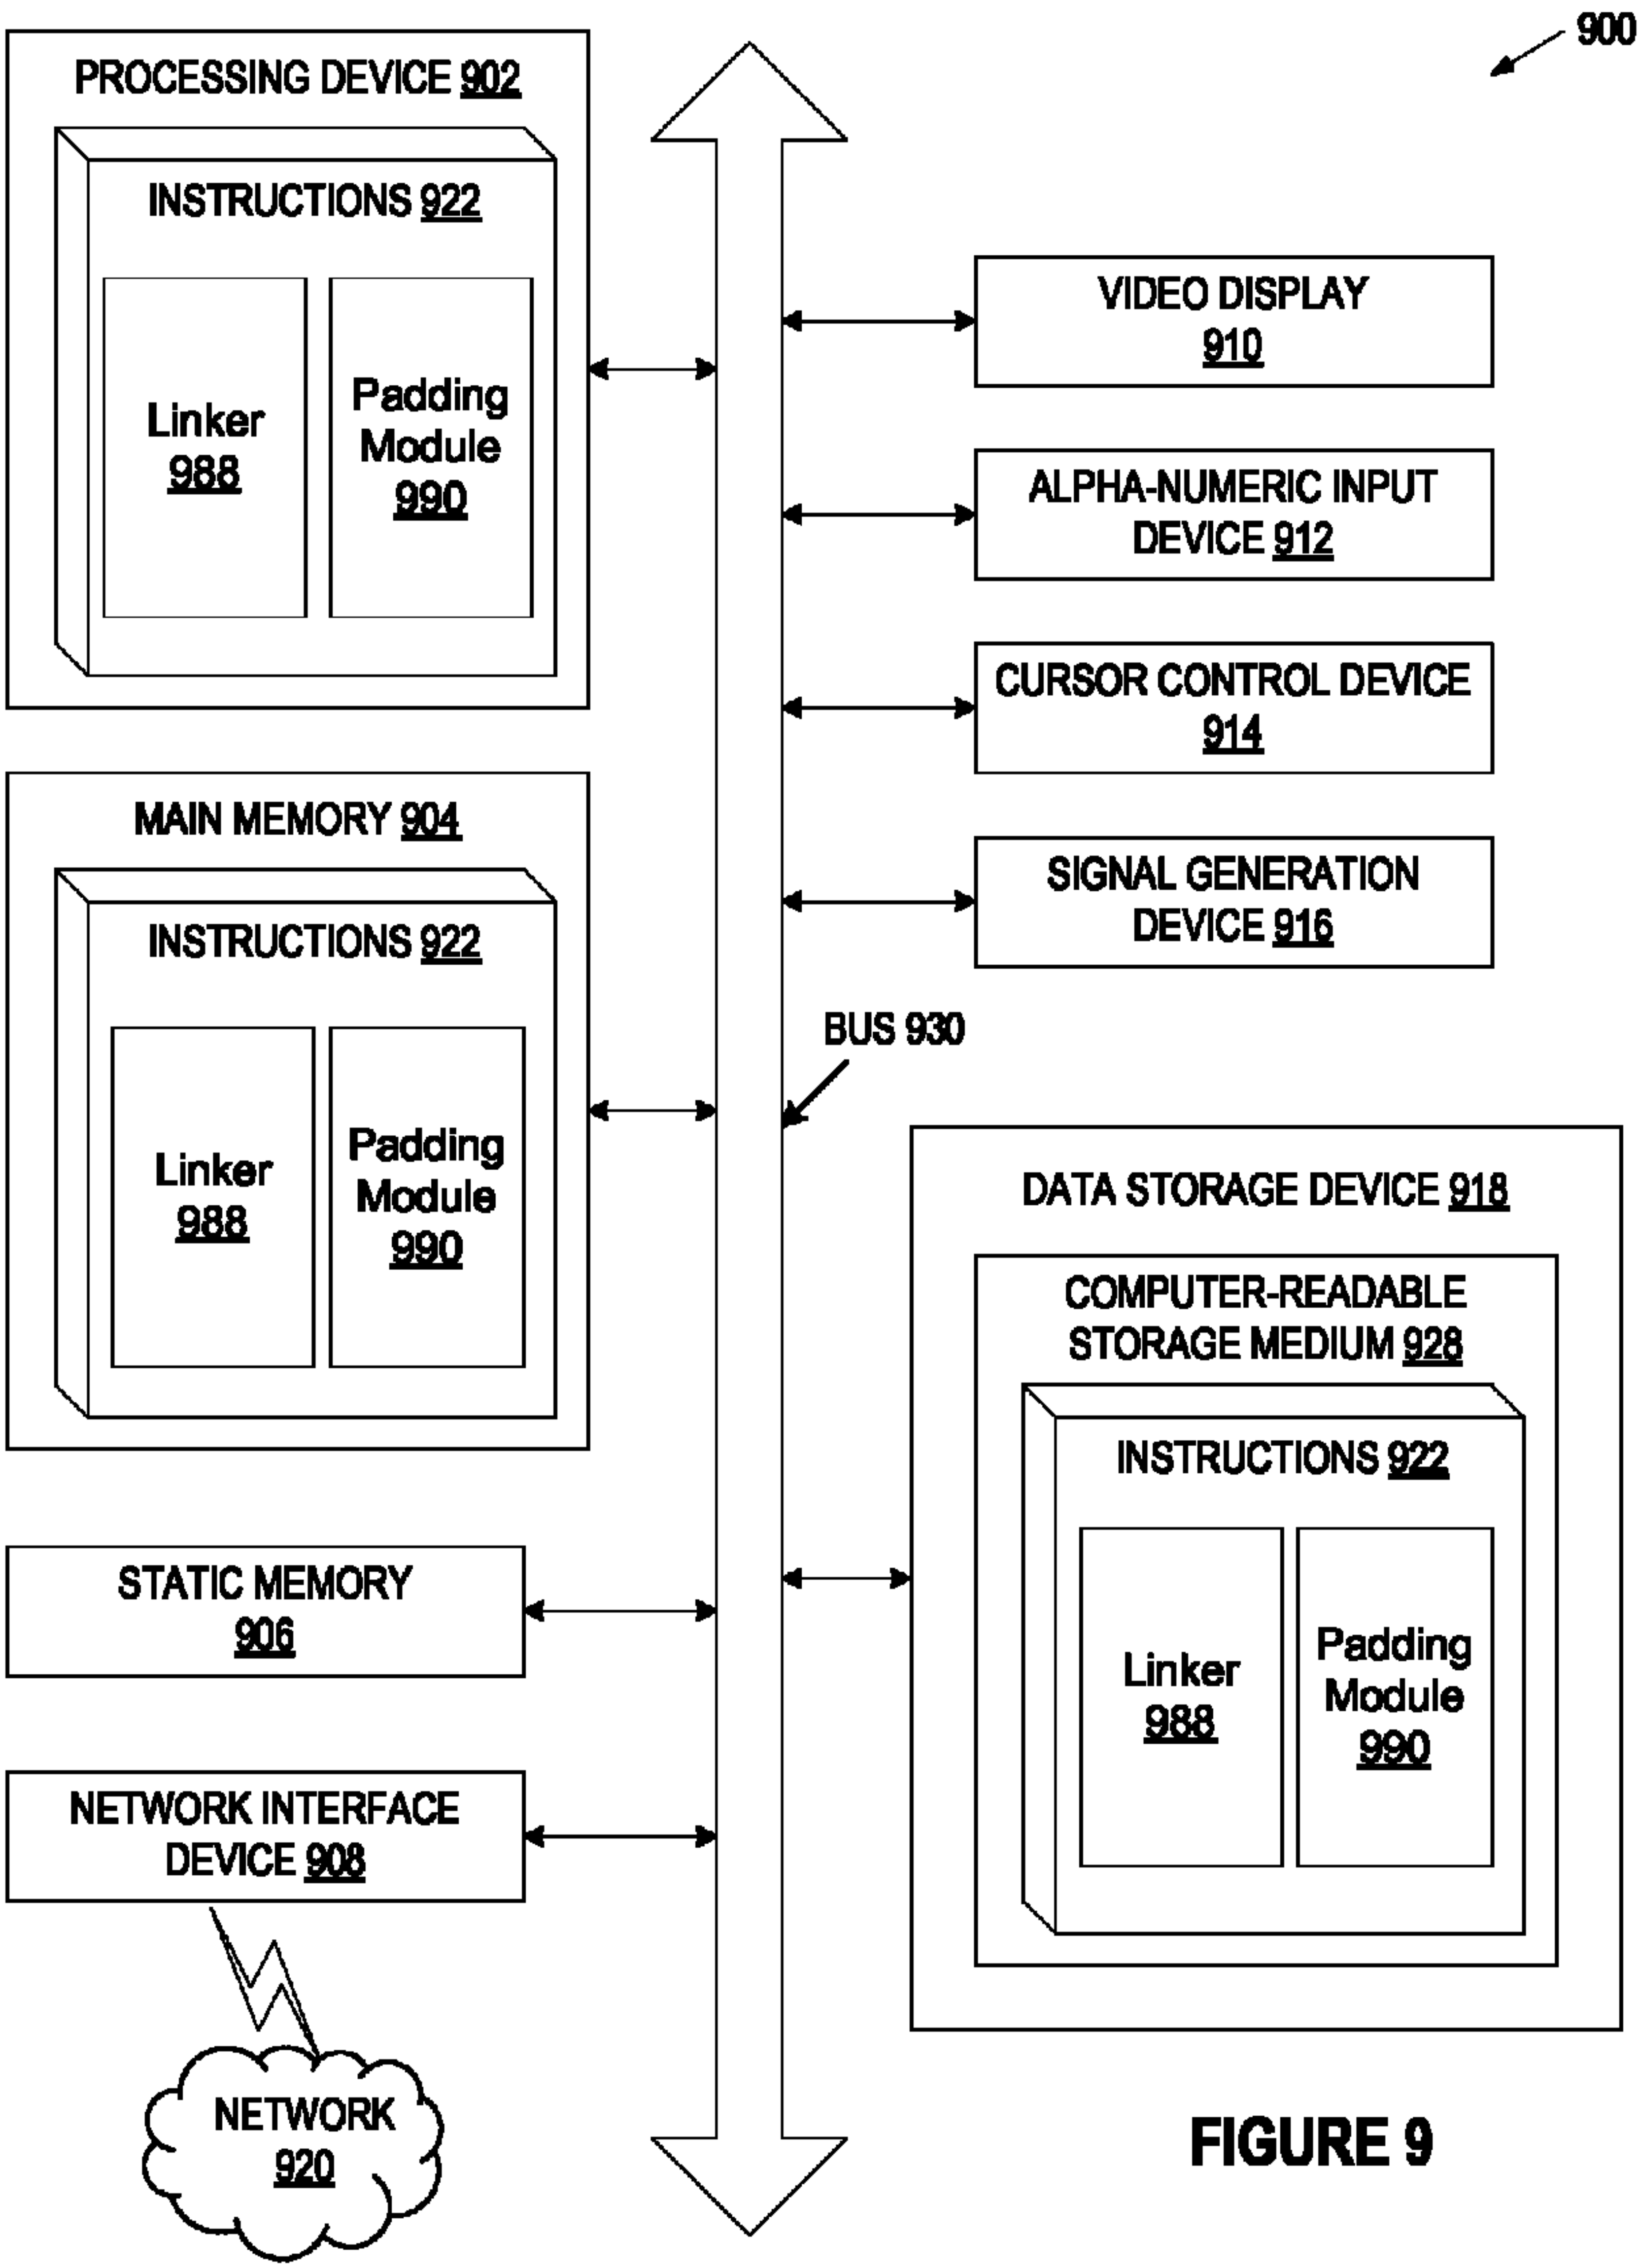 900
PROCESSING DEVICE 902
INSTRUCTIONS 922
Linker
988
Padding
Module
990
MAIN MEMORY 904
INSTRUCTIONS 922
Linker
988
Padding
Module
990
STATIC MEMORY
906
NETWORK INTERFACE
DEVICE 908
NETWORK
920
VIDEO DISPLAY
910
ALPHA-NUMERIC INPUT
DEVICE 912
CURSOR CONTROL DEVICE
914
SIGNAL GENERATION
DEVICE 916
BUS 930
DATA STORAGE DEVICE 918
COMPUTER-READABLE
STORAGE MEDIUM 928
INSTRUCTIONS 922
Linker
988
Padding
Module
990
FIGURE 9